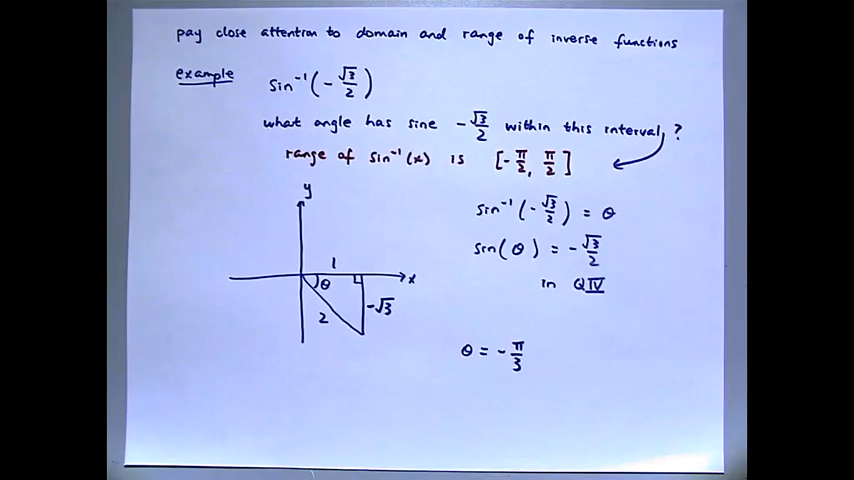 pay close attention to domain and range of inverse functions
example sin⁻¹(-√3/2)
what angle has sine -√3/2 within this interval, ?
range of sin⁻¹(x) is [-π/2, π/2]
y
sin⁻¹(-√3/2) = θ
sin(θ) = -√3/2
1
x
θ
in QIV
2
-√3
θ = -π/3